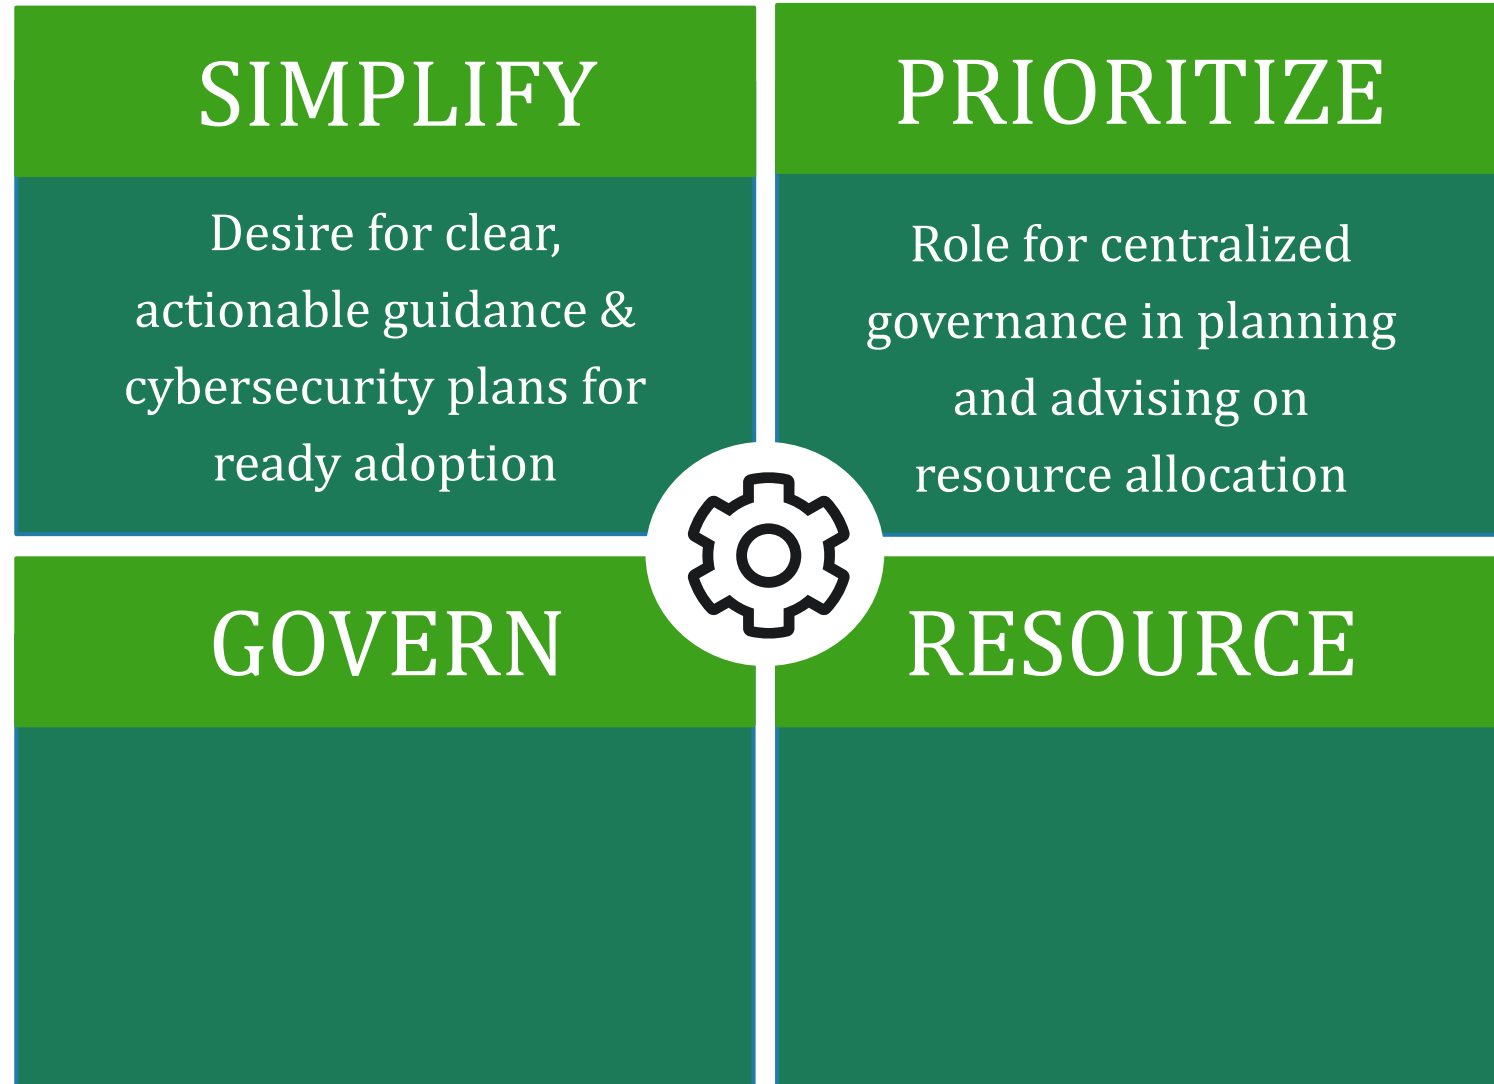 SIMPLIFY
Desire for clear,
actionable guidance &
cybersecurity plans for
ready adoption
PRIORITIZE
Role for centralized
governance in planning
and advising on
resource allocation
GOVERN
RESOURCE